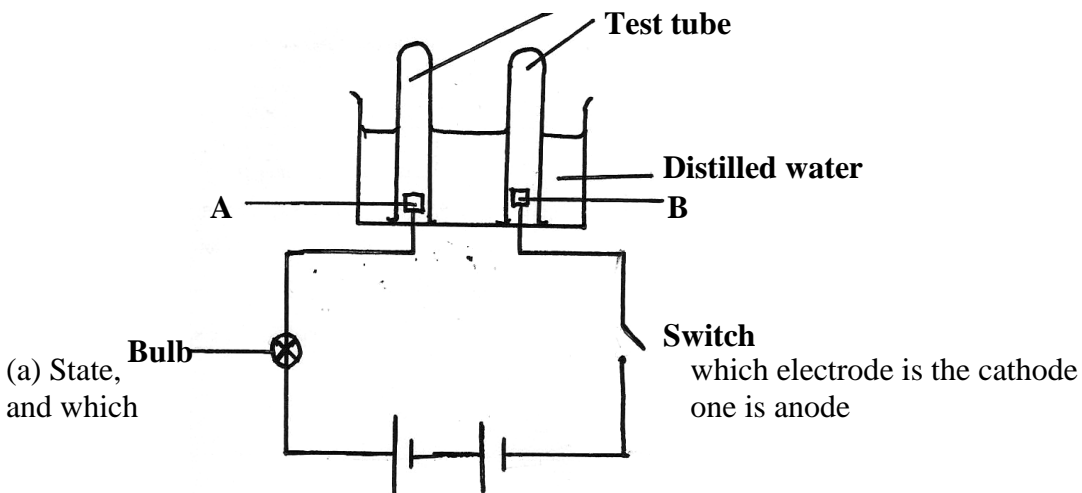 Test tube
Distilled water
A
B
Bulb
Switch
(a) State, which electrode is the cathode
and which one is anode